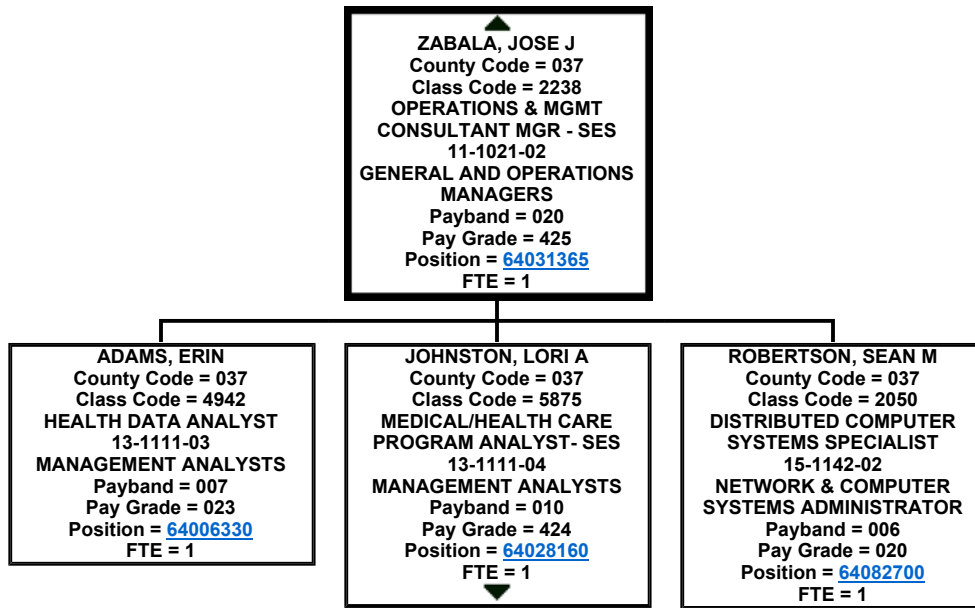 ZABALA, JOSE J
County Code = 037
Class Code = 2238
OPERATIONS & MGMT
CONSULTANT MGR - SES
11-1021-02
GENERAL AND OPERATIONS
MANAGERS
Payband = 020
Pay Grade = 425
Position = 64031365
FTE = 1
ADAMS, ERIN
County Code = 037
Class Code = 4942
HEALTH DATA ANALYST
13-1111-03
MANAGEMENT ANALYSTS
Payband = 007
Pay Grade = 023
Position = 64006330
FTE = 1
JOHNSTON, LORI A
County Code = 037
Class Code = 5875
MEDICAL/HEALTH CARE
PROGRAM ANALYST- SES
13-1111-04
MANAGEMENT ANALYSTS
Payband = 010
Pay Grade = 424
Position = 64028160
FTE = 1
ROBERTSON, SEAN M
County Code = 037
Class Code = 2050
DISTRIBUTED COMPUTER
SYSTEMS SPECIALIST
15-1142-02
NETWORK & COMPUTER
SYSTEMS ADMINISTRATOR
Payband = 006
Pay Grade = 020
Position = 64082700
FTE = 1